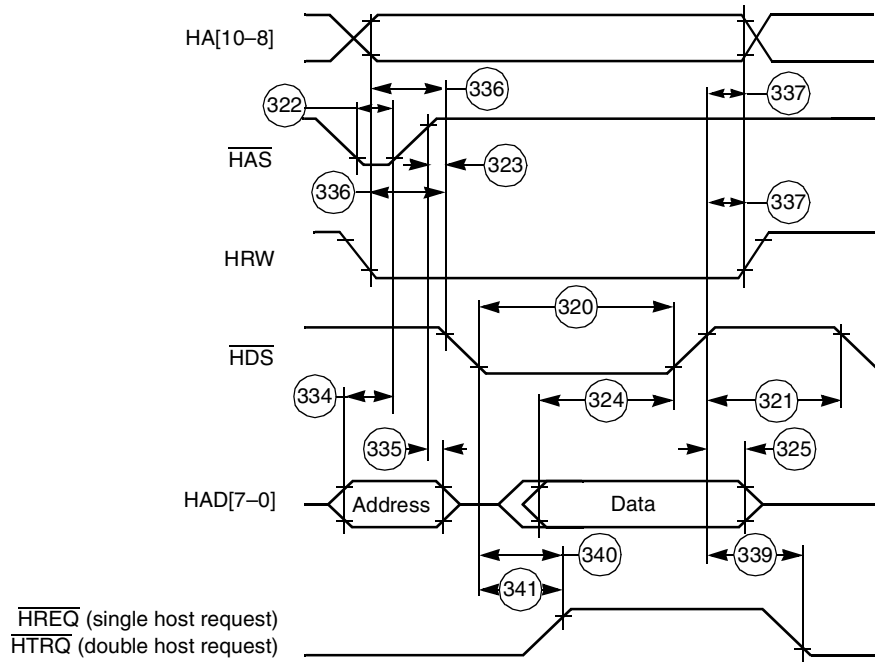 HA[10–8]
336
337
322
HAS
323
336
337
HRW
320
HDS
334
324
321
335
325
HAD[7–0]
Address
Data
340
339
341
HREQ (single host request)
HTRQ (double host request)